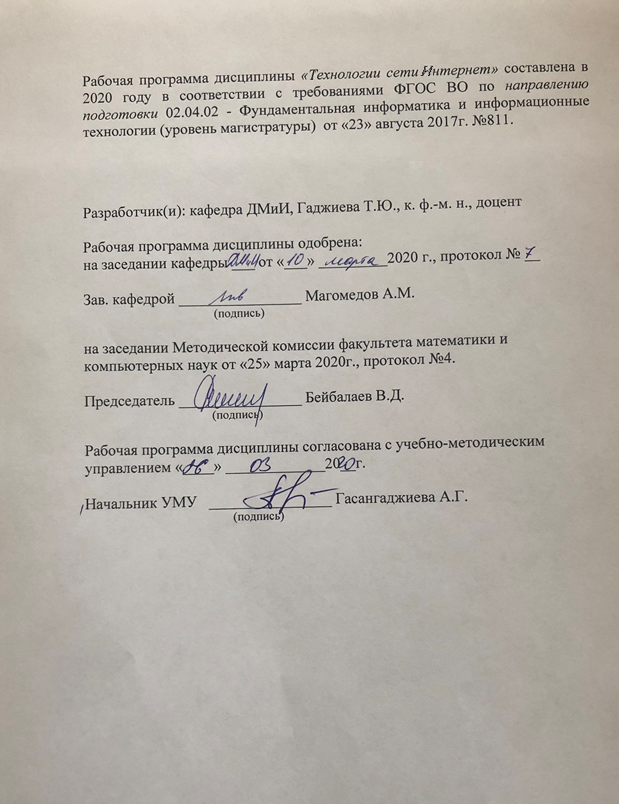 Рабочая программа дисциплины «Технологии сети Интернет» составлена в
2020 году в соответствии с требованиями ФГОС ВО по направлению
подготовки 02.04.02 - Фундаментальная информатика и информационные
технологии (уровень магистратуры) от «23» августа 2017г. №811.
Разработчик(и): кафедра ДМиИ, Гаджиева Т.Ю., к. ф.-м. н., доцент
Рабочая программа дисциплины одобрена:
на заседании кафедры ДМиИ от «10» марта 2020 г., протокол № 7
Зав. кафедрой ________________ Магомедов А.М.
(подпись)
на заседании Методической комиссии факультета математики и
компьютерных наук от «25» марта 2020г., протокол №4.
Председатель ________________ Бейбалаев В.Д.
(подпись)
Рабочая программа дисциплины согласована с учебно-методическим
управлением «» 03 2020г.
Начальник УМУ ________________ Гасангаджиева А.Г.
(подпись)